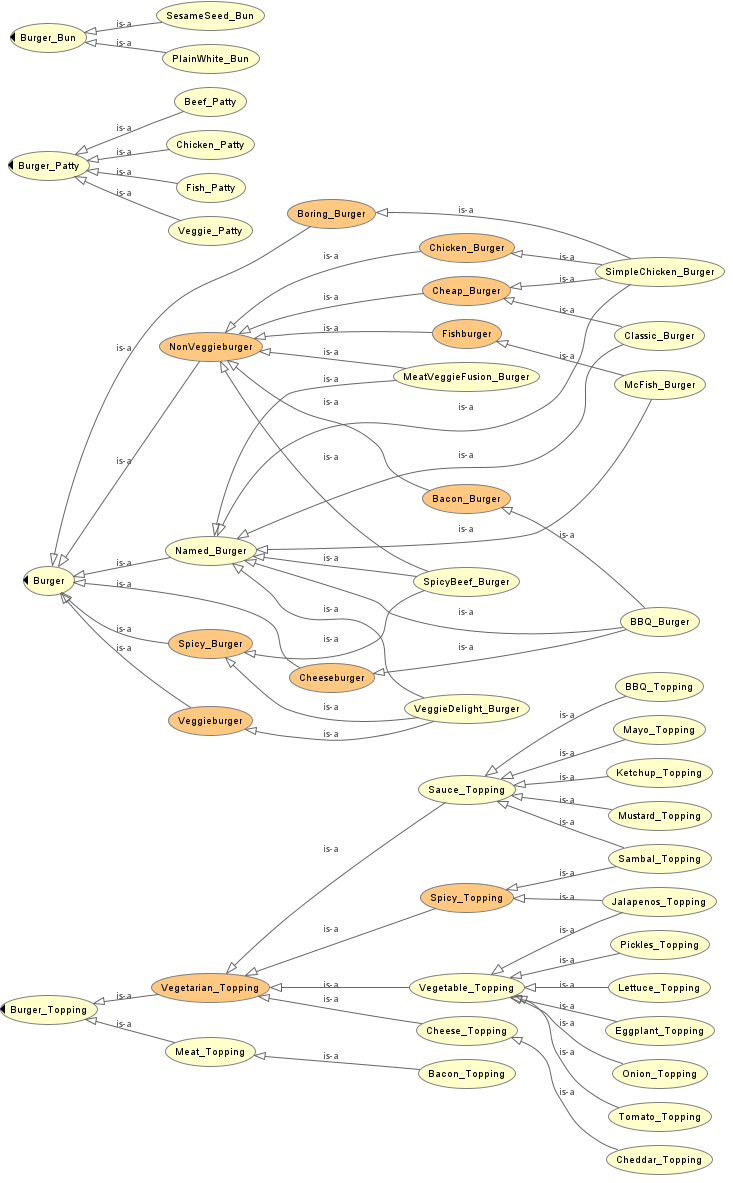 SesameSeed_Bun
is-a
Burger_Bun
is-a
PlainWhite_Bun
Beef_Patty
is-a
Chicken_Patty
is-a
Burger_Patty
is-a
Fish_Patty
is-a
Veggie_Patty
Boring_Burger
is-a
Chicken_Burger
is-a
is-a
SimpleChicken_Burger
is-a
Cheap_Burger
is-a
is-a
Fishburger
Classic_Burger
NonVeggieburger
is-a
is-a
is-a
MeatVeggieFusion_Burger
is-a
McFish_Burger
is-a
is-a
is-a
is-a
is-a
Bacon_Burger
is-a
is-a
Named_Burger
is-a
is-a
Burger
is-a
SpicyBeef_Burger
is-a
is-a
BBQ_Burger
Spicy_Burger
is-a
is-a
is-a
Cheeseburger
BBQ_Topping
VeggieDelight_Burger
is-a
is-a
Veggieburger
is-a
Mayo_Topping
is-a
Ketchup_Topping
is-a
Sauce_Topping
is-a
Mustard_Topping
is-a
is-a
Sambal_Topping
is-a
Spicy_Topping
is-a
Jalapenos_Topping
is-a
is-a
Pickles_Topping
is-a
Vegetarian_Topping
is-a
Vegetable_Topping
is-a
Lettuce_Topping
is-a
is-a
is-a
Burger_Topping
is-a
Cheese_Topping
is-a
Eggplant_Topping
Meat_Topping
is-a
is-a
Bacon_Topping
Onion_Topping
is-a
Tomato_Topping
Cheddar_Topping